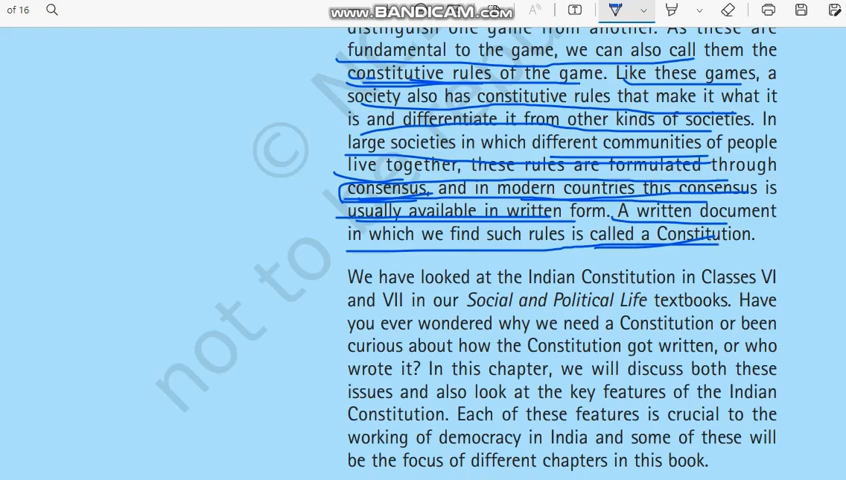 of 16
www.BANDICAM.com
distinguish one game from another. As these are
fundamental to the game, we can also call them the
constitutive rules of the game. Like these games, a
society also has constitutive rules that make it what it
is and differentiate it from other kinds of societies. In
large societies in which different communities of people
live together, these rules are formulated through
consensus, and in modern countries this consensus is
usually available in written form. A written document
in which we find such rules is called a Constitution.
We have looked at the Indian Constitution in Classes VI
and VII in our Social and Political Life textbooks. Have
you ever wondered why we need a Constitution or been
curious about how the Constitution got written, or who
wrote it? In this chapter, we will discuss both these
issues and also look at the key features of the Indian
Constitution. Each of these features is crucial to the
working of democracy in India and some of these will
be the focus of different chapters in this book.
© N
not to